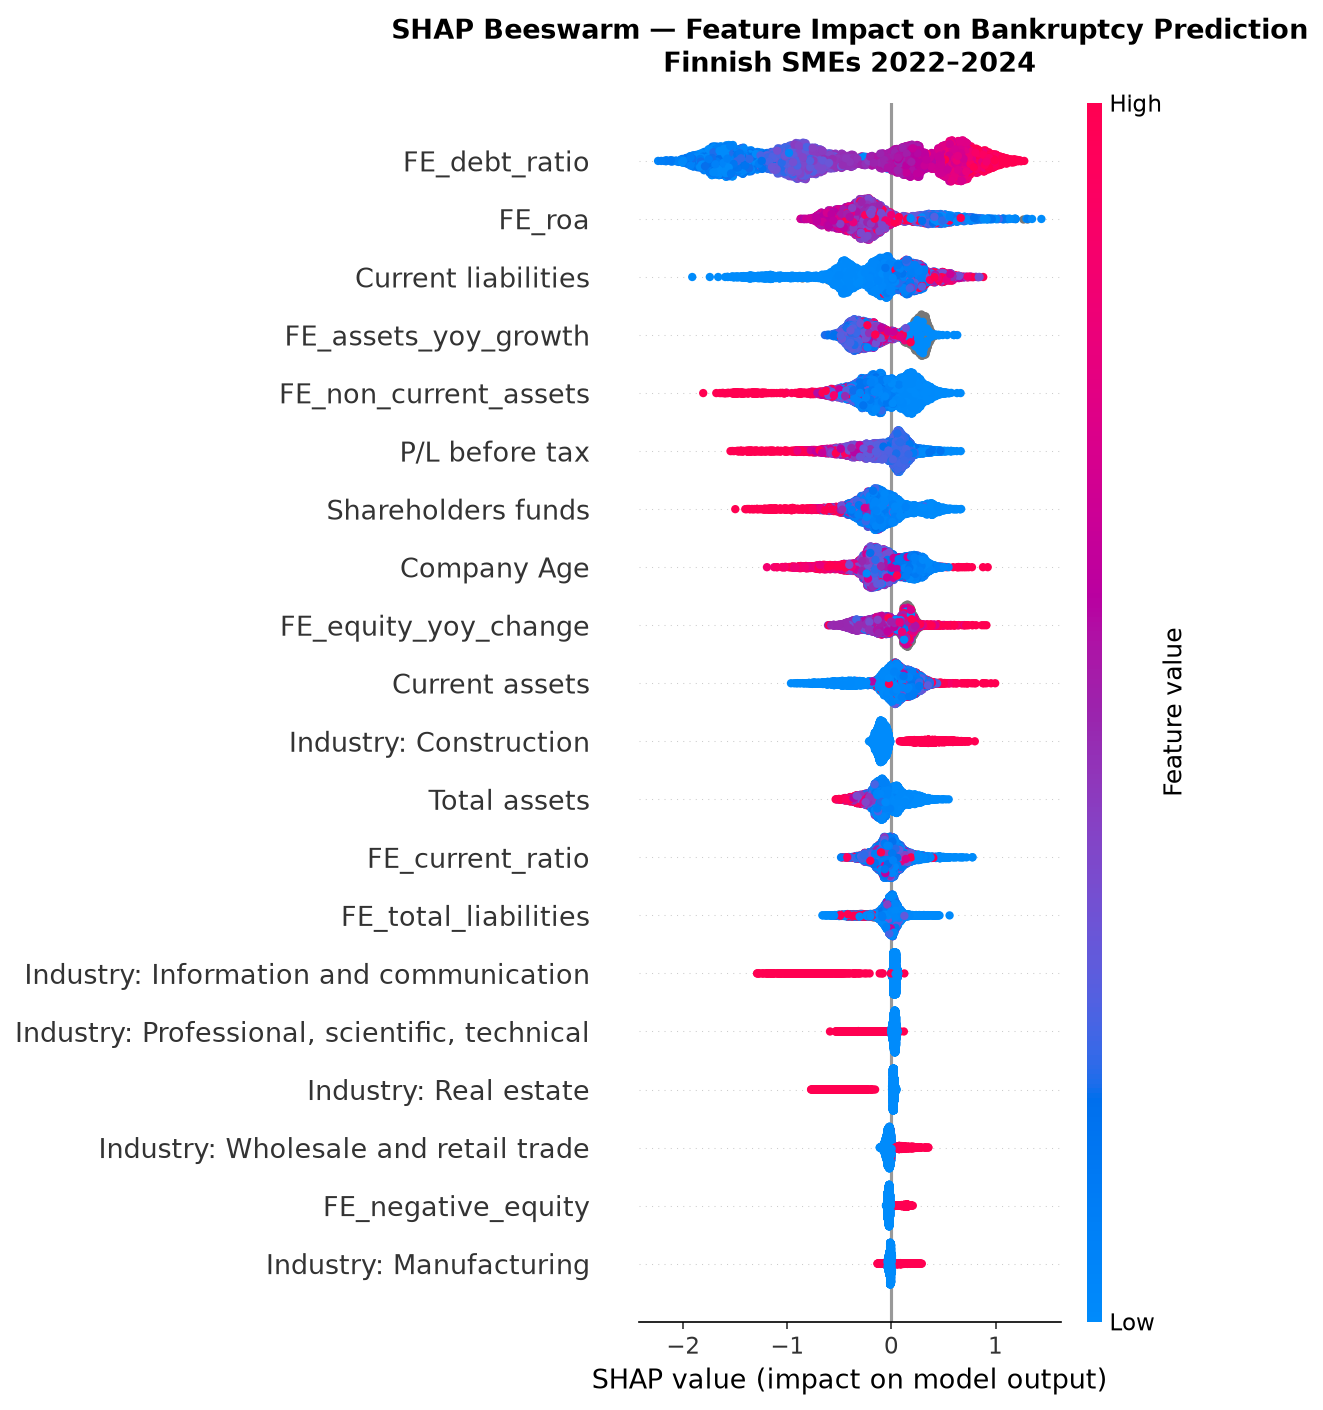 SHAP Beeswarm — Feature Impact on Bankruptcy Prediction
Finnish SMEs 2022–2024
High
FE_debt_ratio
FE_roa
Current liabilities
FE_assets_yoy_growth
FE_non_current_assets
P/L before tax
Shareholders funds
Company Age
FE_equity_yoy_change
Current assets
Industry: Construction
Total assets
FE_current_ratio
FE_total_liabilities
Industry: Information and communication
Industry: Professional, scientific, technical
Industry: Real estate
Industry: Wholesale and retail trade
FE_negative_equity
Industry: Manufacturing
Feature value
Low
−2 −1 0 1
SHAP value (impact on model output)